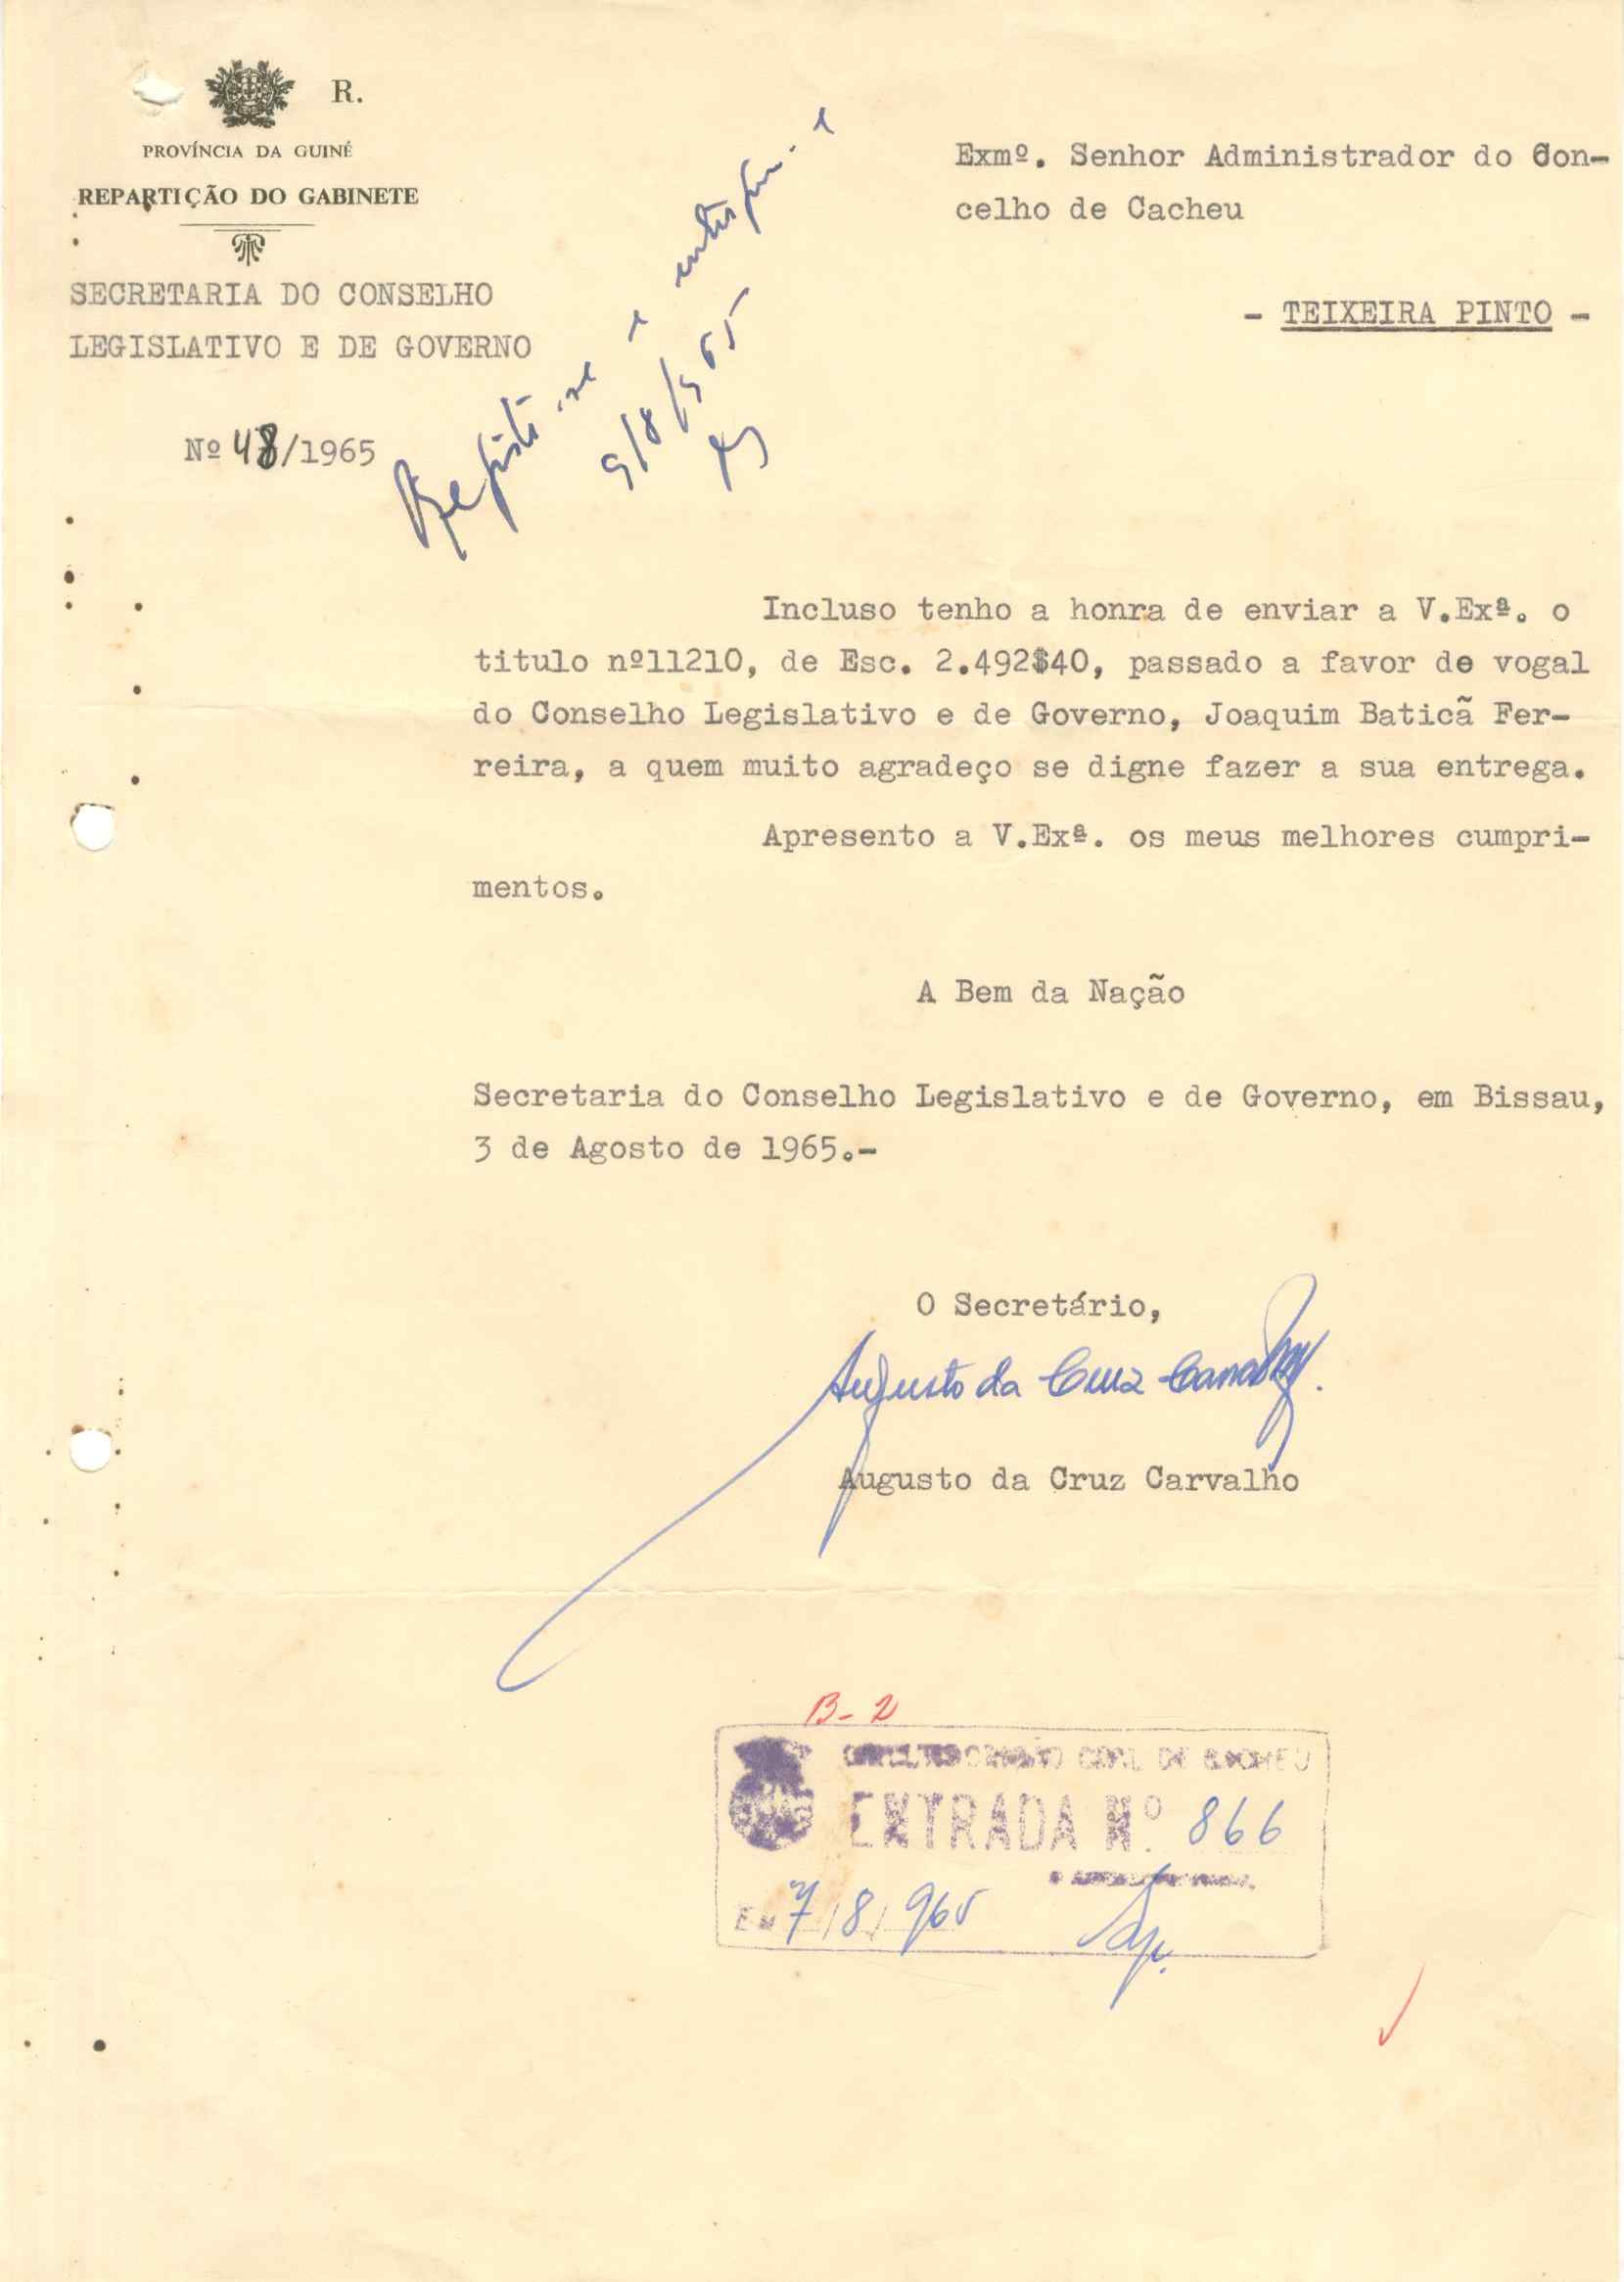 R.
PROVÍNCIA DA GUINÉ
REPARTIÇÃO DO GABINETE
SECRETARIA DO CONSELHO
LEGISLATIVO E DE GOVERNO
Nº 48/1965
Exmº. Senhor Administrador do Con-
celho de Cacheu
- TEIXEIRA PINTO -
Registe-se e
9/8/965
Incluso tenho a honra de enviar a V.Exª. o
titulo nº11210, de Esc. 2.492$40, passado a favor de vogal
do Conselho Legislativo e de Governo, Joaquim Baticã Fer-
reira, a quem muito agradeço se digne fazer a sua entrega.
Apresento a V.Exª. os meus melhores cumpri-
mentos.
A Bem da Nação
Secretaria do Conselho Legislativo e de Governo, em Bissau,
3 de Agosto de 1965.-
O Secretário,
Augusto da Cruz Carvalho
Augusto da Cruz Carvalho
B-2
DE CACHEU
ENTRADA Nº. 866
EM 7/8/965